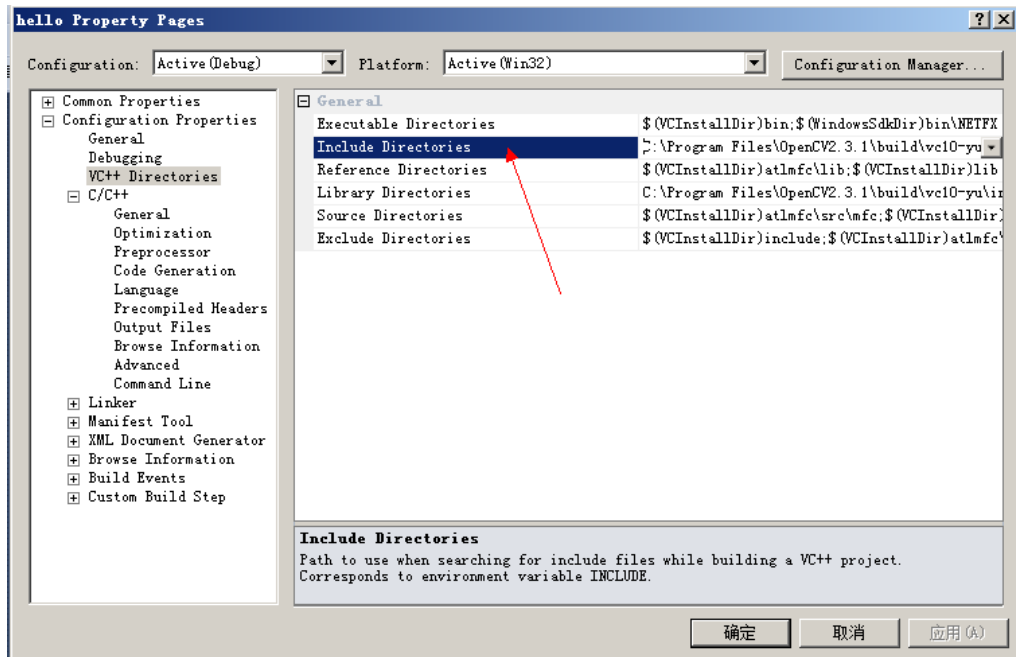 hello Property Pages
Configuration: Active(Debug) Platform: Active(Win32) Configuration Manager...
Common Properties
Configuration Properties
General
Debugging
VC++ Directories
C/C++
General
Optimization
Preprocessor
Code Generation
Language
Precompiled Headers
Output Files
Browse Information
Advanced
Command Line
Linker
Manifest Tool
XML Document Generator
Browse Information
Build Events
Custom Build Step
General
Executable Directories $(VCInstallDir)bin;$(WindowsSdkDir)bin\NETFX
Include Directories C:\Program Files\OpenCV2.3.1\build\vc10-yu
Reference Directories $(VCInstallDir)atlmfc\lib;$(VCInstallDir)lib
Library Directories C:\Program Files\OpenCV2.3.1\build\vc10-yu\in
Source Directories $(VCInstallDir)atlmfc\src\mfc;$(VCInstallDir)
Exclude Directories $(VCInstallDir)include;$(VCInstallDir)atlmfc\
Include Directories
Path to use when searching for include files while building a VC++ project.
Corresponds to environment variable INCLUDE.
确定 取消 应用(A)